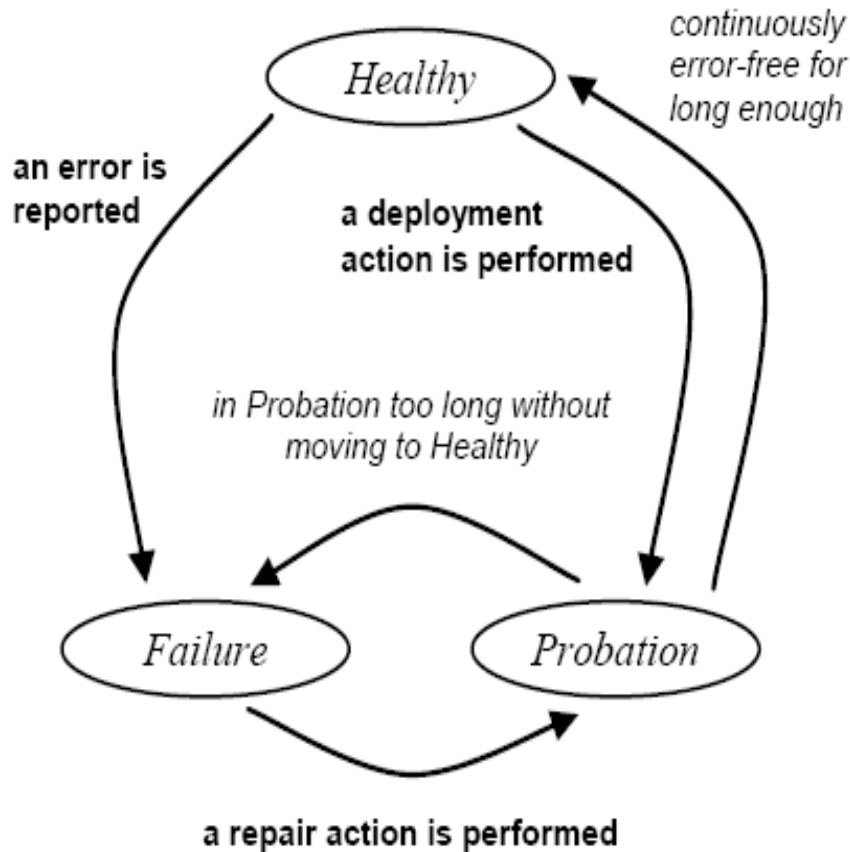 continuously
error-free for
long enough
Healthy
an error is
reported
a deployment
action is performed
in Probation too long without
moving to Healthy
Failure
Probation
a repair action is performed